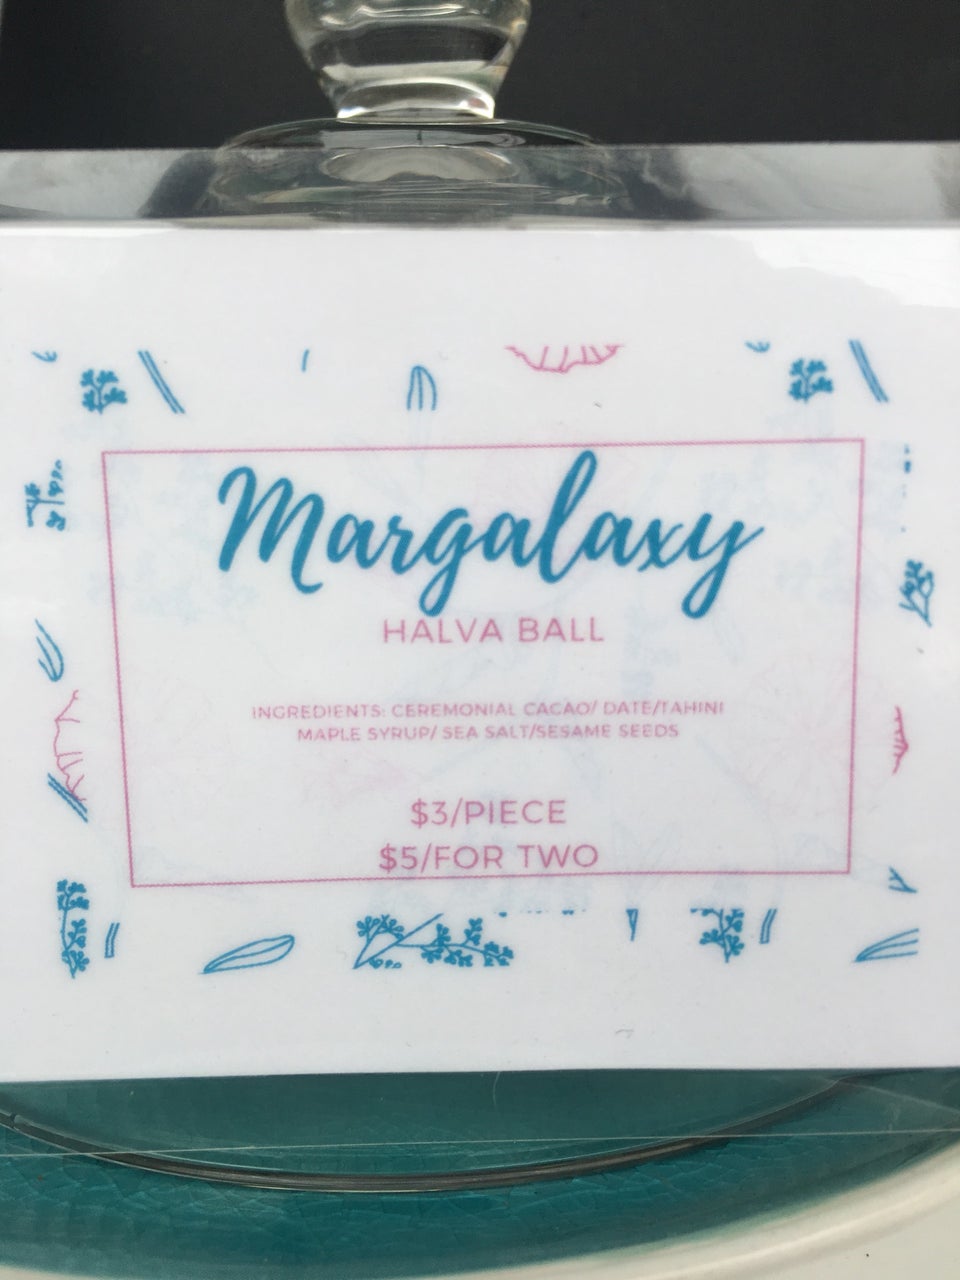 Margalaxy
HALVA BALL
INGREDIENTS: CEREMONIAL CACAO/ DATE/TAHINI
MAPLE SYRUP/ SEA SALT/SESAME SEEDS
$3/PIECE
$5/FOR TWO